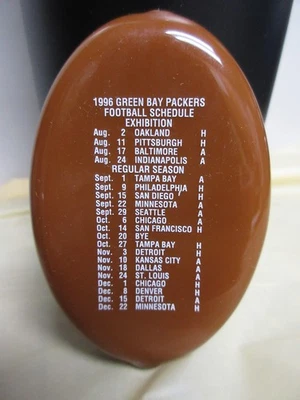 1996 GREEN BAY PACKERS
FOOTBALL SCHEDULE
EXHIBITION
Aug. 2 OAKLAND H
Aug. 11 PITTSBURGH H
Aug. 17 BALTIMORE A
Aug. 24 INDIANAPOLIS A
REGULAR SEASON
Sept. 1 TAMPA BAY A
Sept. 9 PHILADELPHIA H
Sept. 15 SAN DIEGO H
Sept. 22 MINNESOTA A
Sept. 29 SEATTLE A
Oct. 6 CHICAGO A
Oct. 14 SAN FRANCISCO H
Oct. 20 BYE
Oct. 27 TAMPA BAY H
Nov. 3 DETROIT H
Nov. 10 KANSAS CITY A
Nov. 18 DALLAS A
Nov. 24 ST. LOUIS A
Dec. 1 CHICAGO H
Dec. 8 DENVER H
Dec. 15 DETROIT A
Dec. 22 MINNESOTA H